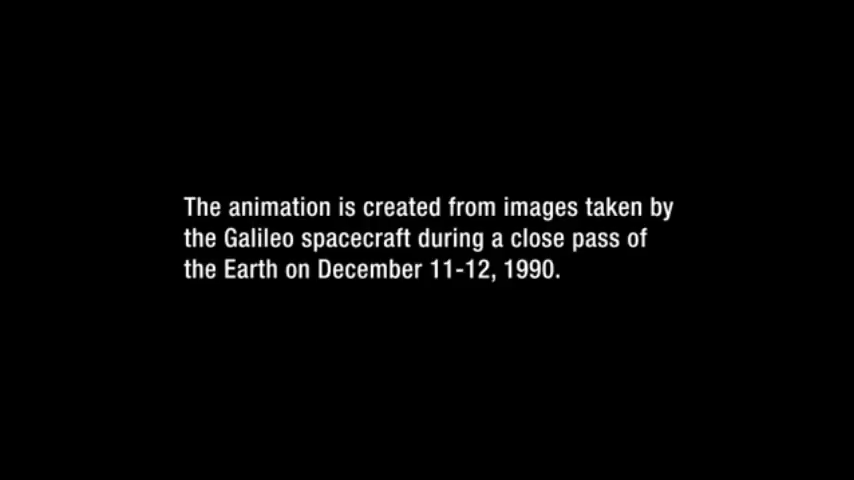 The animation is created from images taken by
the Galileo spacecraft during a close pass of
the Earth on December 11-12, 1990.